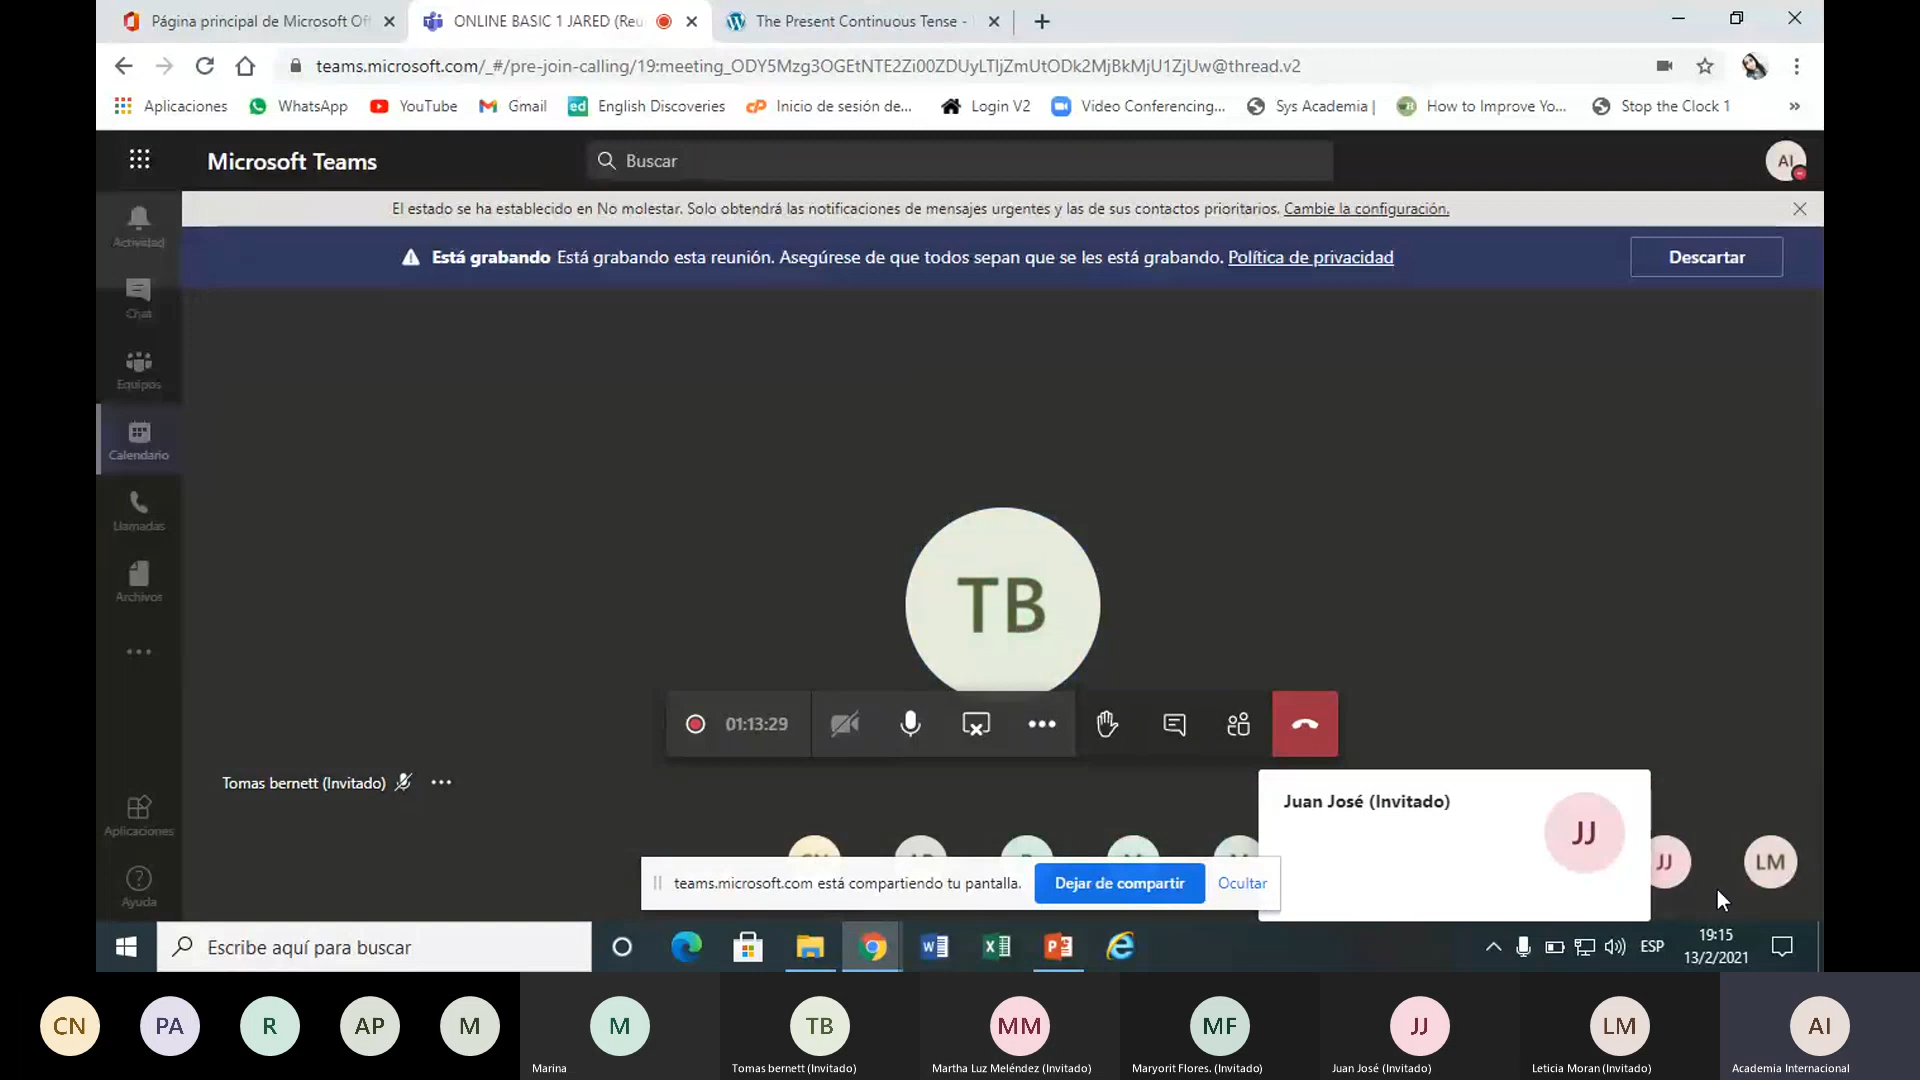 Página principal de Microsoft Of
ONLINE BASIC 1 JARED (Reu
The Present Continuous Tense -
teams.microsoft.com/_#/pre-join-calling/19:meeting_ODY5Mzg3OGEtNTE2Zi00ZDUyLTljZmUtODk2MjBkMjU1ZjUw@thread.v2
Aplicaciones
WhatsApp
YouTube
Gmail
ed
English Discoveries
Inicio de sesión de...
Login V2
Video Conferencing...
Sys Academia |
How to Improve Yo...
Stop the Clock 1
»
Microsoft Teams
Buscar
AI
El estado se ha establecido en No molestar. Solo obtendrá las notificaciones de mensajes urgentes y las de sus contactos prioritarios. Cambie la configuración.
Está grabando Está grabando esta reunión. Asegúrese de que todos sepan que se les está grabando. Política de privacidad
Descartar
Actividad
Chat
Equipos
Calendario
Llamadas
Archivos
Aplicaciones
Ayuda
TB
01:13:29
Tomas bernett (Invitado)
Juan José (Invitado)
JJ
JJ
LM
teams.microsoft.com está compartiendo tu pantalla.
Dejar de compartir
Ocultar
Escribe aquí para buscar
ESP
19:15
13/2/2021
CN
PA
R
AP
M
M
TB
MM
MF
JJ
LM
AI
Marina
Tomas bernett (Invitado)
Martha Luz Meléndez (Invitado)
Maryorit Flores. (Invitado)
Juan José (Invitado)
Leticia Moran (Invitado)
Academia Internacional